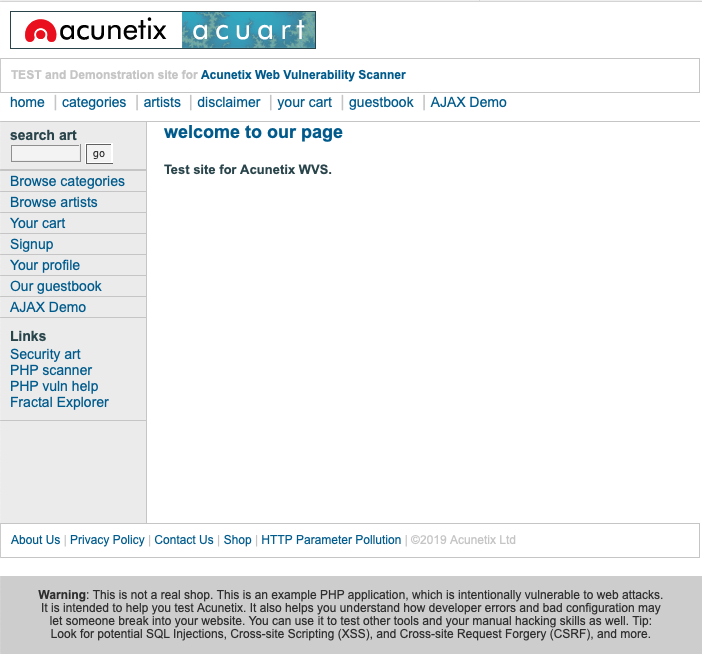 acunetix acuart
TEST and Demonstration site for Acunetix Web Vulnerability Scanner
home | categories | artists | disclaimer | your cart | guestbook | AJAX Demo
search art
go
Browse categories
Browse artists
Your cart
Signup
Your profile
Our guestbook
AJAX Demo
Links
Security art
PHP scanner
PHP vuln help
Fractal Explorer
welcome to our page
Test site for Acunetix WVS.
About Us | Privacy Policy | Contact Us | Shop | HTTP Parameter Pollution | ©2019 Acunetix Ltd
Warning: This is not a real shop. This is an example PHP application, which is intentionally vulnerable to web attacks.
It is intended to help you test Acunetix. It also helps you understand how developer errors and bad configuration may
let someone break into your website. You can use it to test other tools and your manual hacking skills as well. Tip:
Look for potential SQL Injections, Cross-site Scripting (XSS), and Cross-site Request Forgery (CSRF), and more.